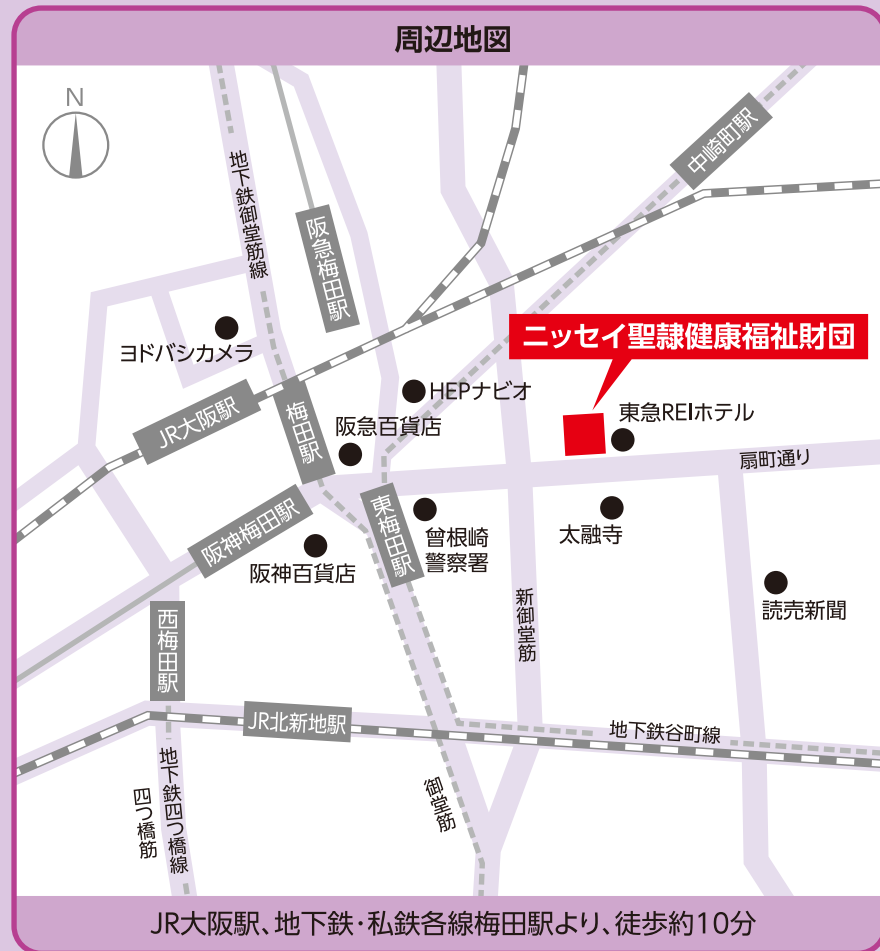 周辺地図
N
中崎町駅
地下鉄御堂筋線
阪急梅田駅
ニッセイ聖隷健康福祉財団
ヨドバシカメラ
HEPナビオ
JR大阪駅
梅田駅
阪急百貨店
東急REIホテル
扇町通り
阪神梅田駅
東梅田駅
曾根崎
警察署
太融寺
阪神百貨店
読売新聞
新御堂筋
西梅田駅
JR北新地駅
地下鉄谷町線
地下鉄四つ橋線
四つ橋筋
御堂筋
JR大阪駅、地下鉄・私鉄各線梅田駅より、徒歩約10分